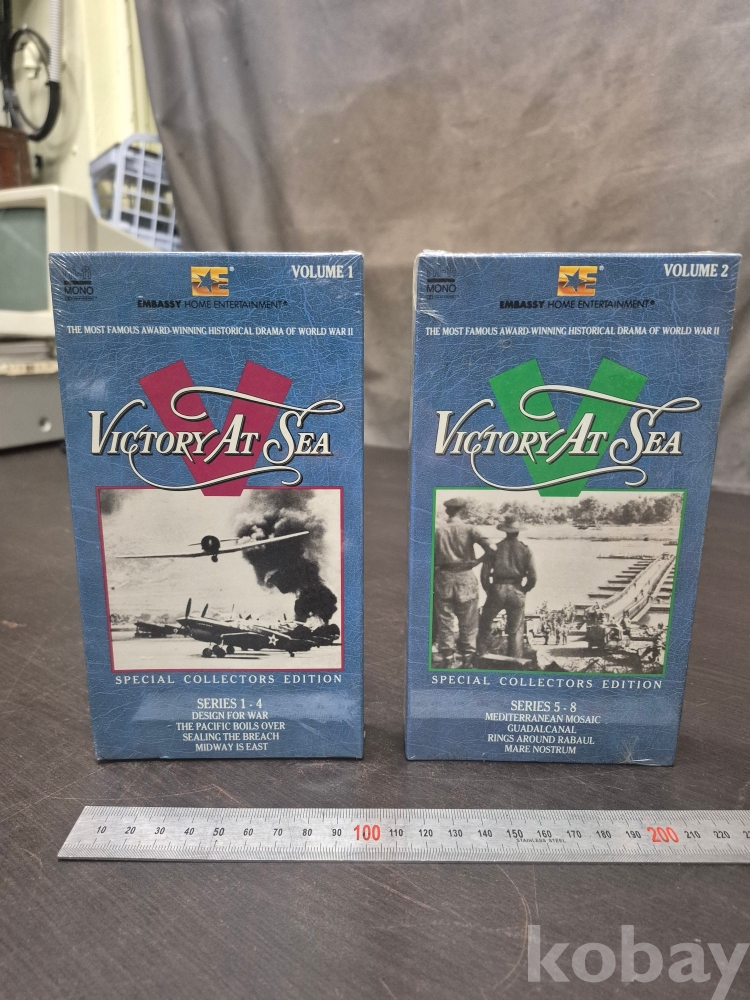 MONO
EMBASSY HOME ENTERTAINMENT®
VOLUME 1
THE MOST FAMOUS AWARD-WINNING HISTORICAL DRAMA OF WORLD WAR II
VICTORY AT SEA
SPECIAL COLLECTORS EDITION
SERIES 1 - 4
DESIGN FOR WAR
THE PACIFIC BOILS OVER
SEALING THE BREACH
MIDWAY IS EAST
MONO
EMBASSY HOME ENTERTAINMENT®
VOLUME 2
THE MOST FAMOUS AWARD-WINNING HISTORICAL DRAMA OF WORLD WAR II
VICTORY AT SEA
SPECIAL COLLECTORS EDITION
SERIES 5 - 8
MEDITERRANEAN MOSAIC
GUADALCANAL
RINGS AROUND RABAUL
MARE NOSTRUM
10 20 30 40 50 60 70 80 90 100 110 120 130 140 150 160 170 180 190 200 210 220
STAINLESS STEEL
kobay